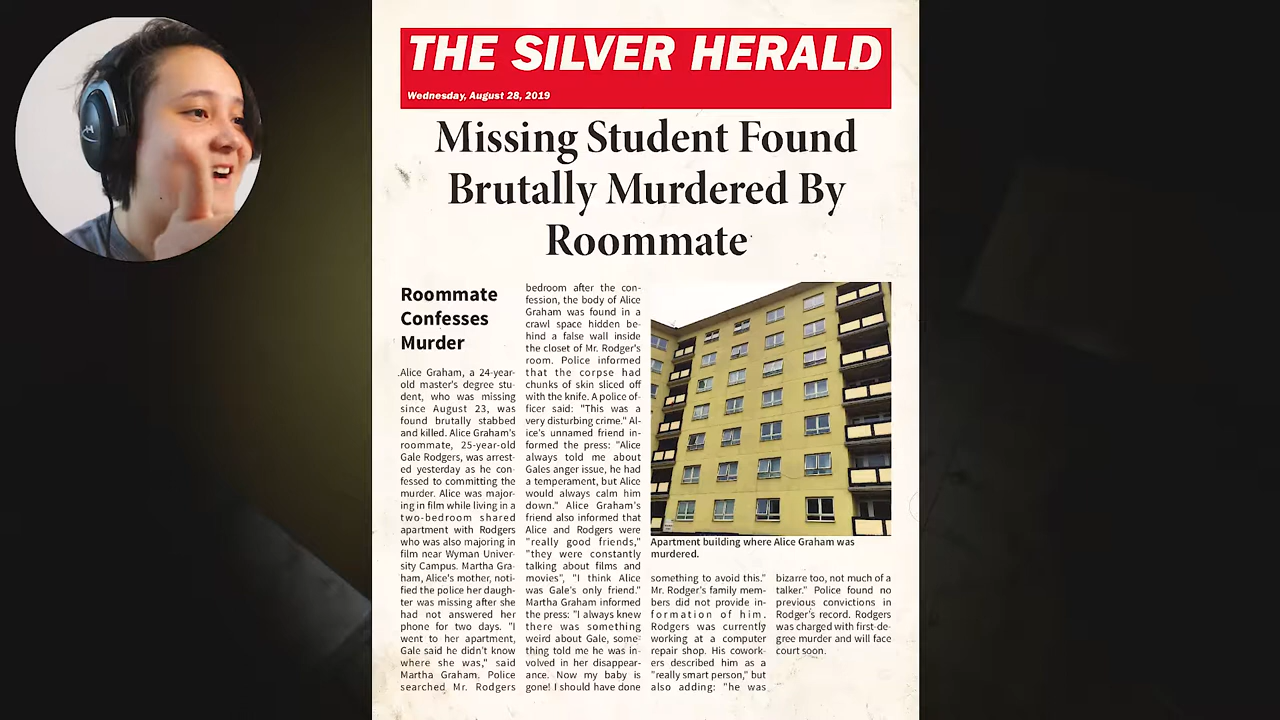 THE SILVER HERALD
Wednesday, August 28, 2019
Missing Student Found
Brutally Murdered By
Roommate
Roommate
Confesses
Murder
Alice Graham, a 24-year-
old master's degree stu-
dent, who was missing
since August 23, was
found brutally stabbed
and killed. Alice Graham's
roommate, 25-year-old
Gale Rodgers, was arrest-
ed yesterday as he con-
fessed to committing the
murder. Alice was major-
ing in film while living in a
two-bedroom shared
apartment with Rodgers
who was also majoring in
film near Wyman Univer-
sity Campus. Martha Gra-
ham, Alice's mother, noti-
fied the police her daugh-
ter was missing after she
had not answered her
phone for two days. "I
went to her apartment,
Gale said he didn't know
where she was," said
Martha Graham. Police
searched Mr. Rodgers
bedroom after the con-
fession, the body of Alice
Graham was found in a
crawl space hidden be-
hind a false wall inside
the closet of Mr. Rodger's
room. Police informed
that the corpse had
chunks of skin sliced off
with the knife. A police of-
ficer said: "This was a
very disturbing crime." Al-
ice's unnamed friend in-
formed the press: "Alice
always told me about
Gales anger issue, he had
a temperament, but Alice
would always calm him
down." Alice Graham's
friend also informed that
Alice and Rodgers were
"really good friends,"
"they were constantly
talking about films and
movies", "I think Alice
was Gale's only friend."
Martha Graham informed
the press: "I always knew
there was something
weird about Gale, some-
thing told me he was in-
volved in her disappear-
ance. Now my baby is
gone! I should have done
Apartment building where Alice Graham was
murdered.
something to avoid this."
Mr. Rodger's family mem-
bers did not provide in-
formation of him.
Rodgers was currently
working at a computer
repair shop. His cowork-
ers described him as a
"really smart person," but
also adding: "he was
bizarre too, not much of a
talker." Police found no
previous convictions in
Rodger's record. Rodgers
was charged with first-de-
gree murder and will face
court soon.